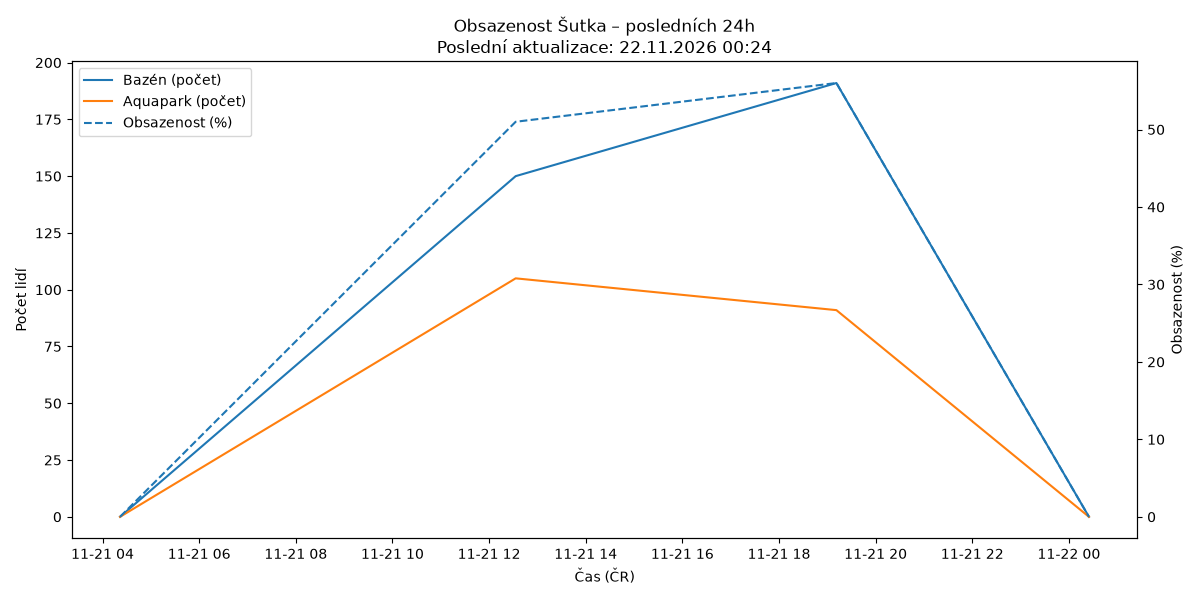 Obsazenost Šutka – posledních 24h
Poslední aktualizace: 22.11.2026 00:24
Bazén (počet)
Aquapark (počet)
Obsazenost (%)
Počet lidí
200
175
150
125
100
75
50
25
0
50
40
30
20
10
0
Obsazenost (%)
11-21 04 11-21 06 11-21 08 11-21 10 11-21 12 11-21 14 11-21 16 11-21 18 11-21 20 11-21 22 11-22 00
Čas (ČR)